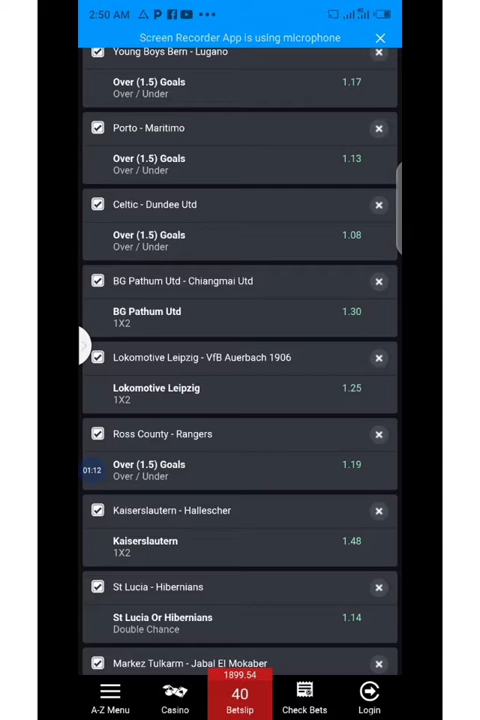 2:50 AM
Screen Recorder App is using microphone
Young Boys Bern - Lugano
Over (1.5) Goals 1.17
Over / Under
Porto - Maritimo
Over (1.5) Goals 1.13
Over / Under
Celtic - Dundee Utd
Over (1.5) Goals 1.08
Over / Under
BG Pathum Utd - Chiangmai Utd
BG Pathum Utd 1.30
1X2
Lokomotive Leipzig - VfB Auerbach 1906
Lokomotive Leipzig 1.25
1X2
Ross County - Rangers
01:12 Over (1.5) Goals 1.19
Over / Under
Kaiserslautern - Hallescher
Kaiserslautern 1.48
1X2
St Lucia - Hibernians
St Lucia Or Hibernians 1.14
Double Chance
Markez Tulkarm - Jabal El Mokaber
1899.54
40
A-Z Menu Casino Betslip Check Bets Login